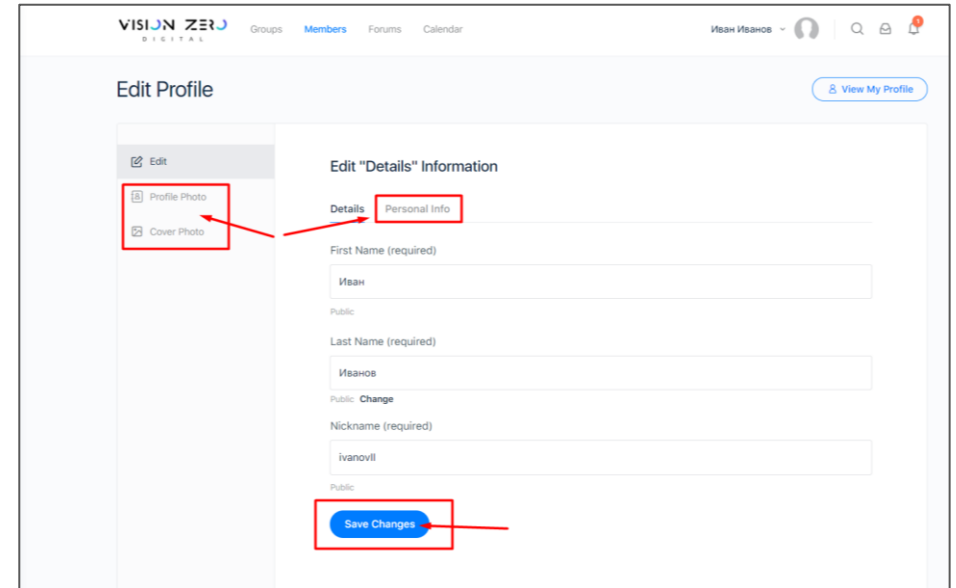 VISION ZERO
DIGITAL
Groups Members Forums Calendar
Иван Иванов
Edit Profile
View My Profile
Edit
Profile Photo
Cover Photo
Edit "Details" Information
Details Personal Info
First Name (required)
Иван
Public
Last Name (required)
Иванов
Public Change
Nickname (required)
ivanovII
Public
Save Changes